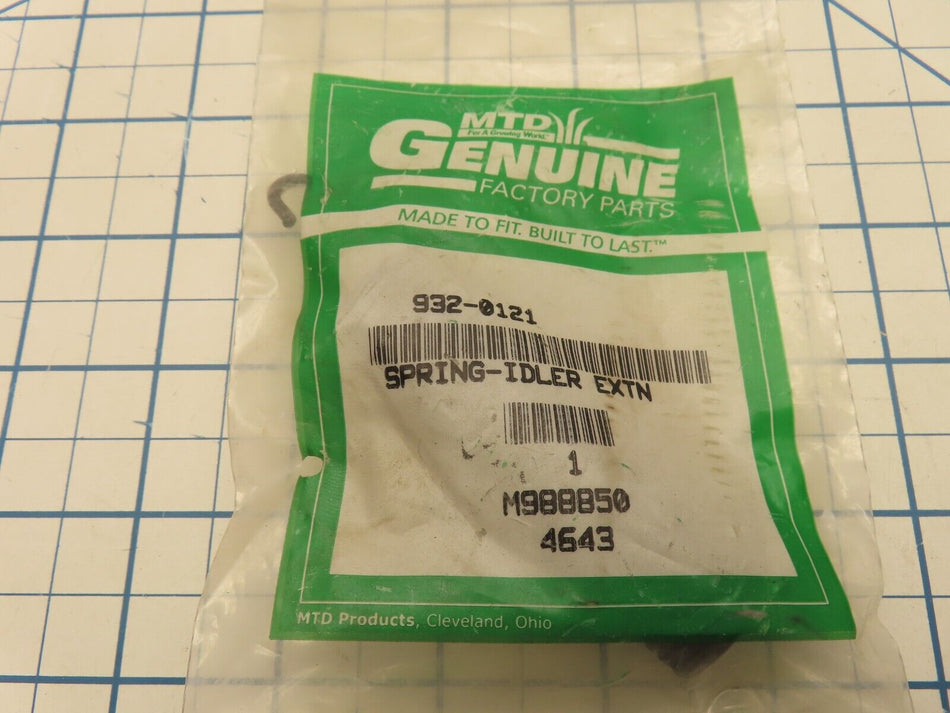 MTD
For A Growing World.™
GENUINE
FACTORY PARTS
MADE TO FIT. BUILT TO LAST.™
932-0121
SPRING-IDLER EXTN
1
M988850
4643
MTD Products, Cleveland, Ohio